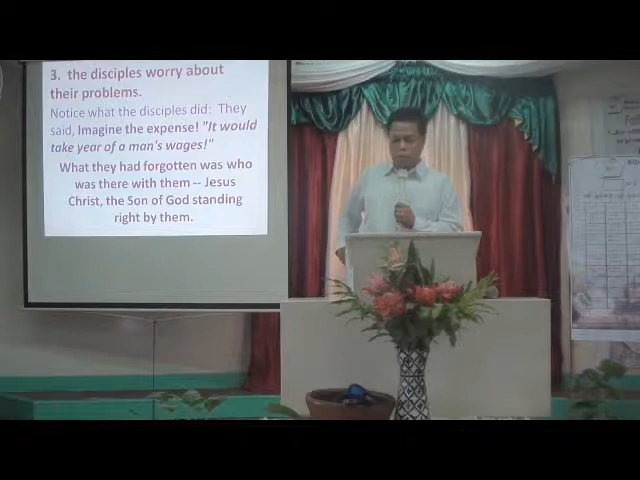 3. the disciples worry about
their problems.
Notice what the disciples did: They
said, Imagine the expense! "It would
take year of a man's wages!"
What they had forgotten was who
was there with them -- Jesus
Christ, the Son of God standing
right by them.